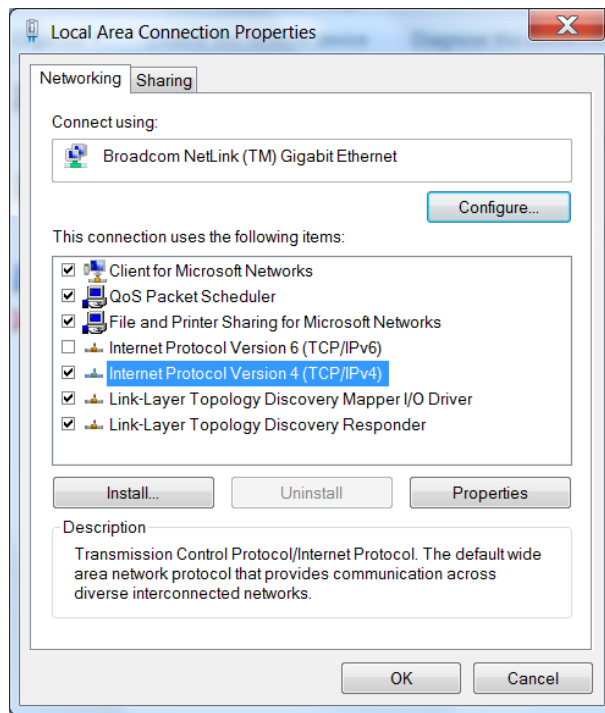 Local Area Connection Properties
Networking
Sharing
Connect using:
Broadcom NetLink (TM) Gigabit Ethernet
Configure...
This connection uses the following items:
Client for Microsoft Networks
QoS Packet Scheduler
File and Printer Sharing for Microsoft Networks
Internet Protocol Version 6 (TCP/IPv6)
Internet Protocol Version 4 (TCP/IPv4)
Link-Layer Topology Discovery Mapper I/O Driver
Link-Layer Topology Discovery Responder
Install...
Uninstall
Properties
Description
Transmission Control Protocol/Internet Protocol. The default wide
area network protocol that provides communication across
diverse interconnected networks.
OK
Cancel